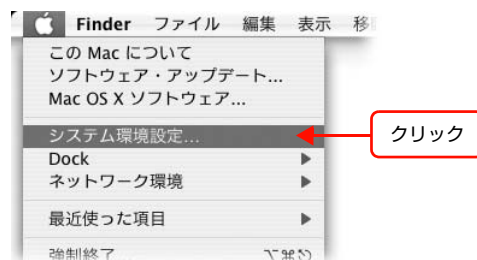 Finder ファイル 編集 表示
この Mac について
ソフトウェア・アップデート...
Mac OS X ソフトウェア...
システム環境設定...
クリック
Dock
ネットワーク環境
最近使った項目
強制終了